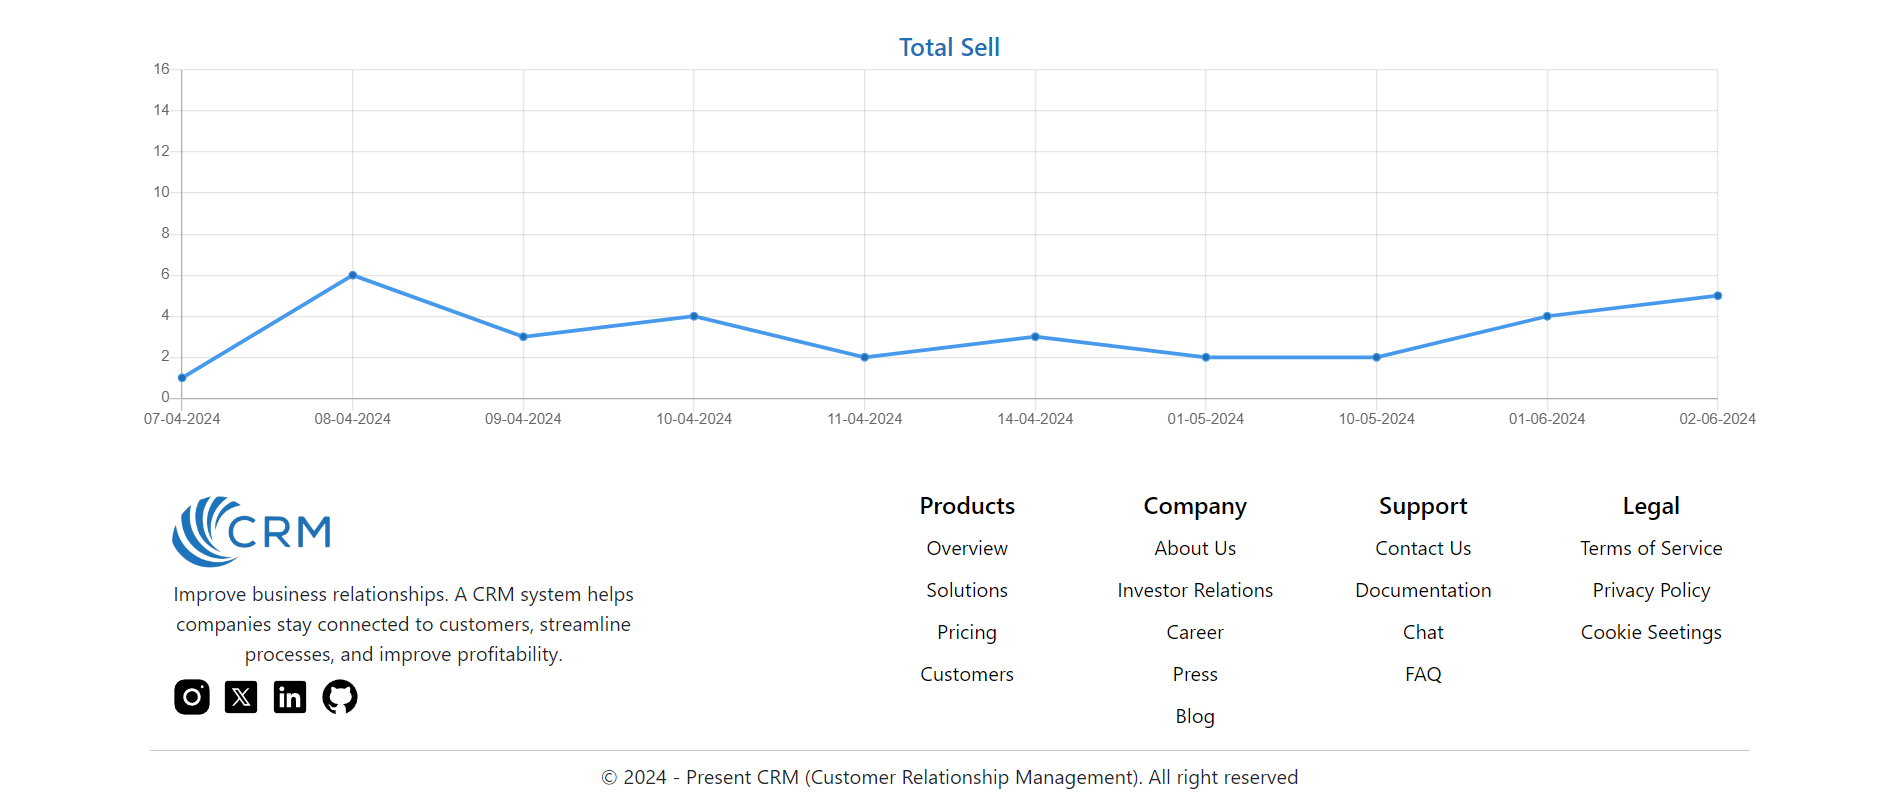 Total Sell
16
14
12
10
8
6
4
2
0
07-04-2024 08-04-2024 09-04-2024 10-04-2024 11-04-2024 14-04-2024 01-05-2024 10-05-2024 01-06-2024 02-06-2024
CRM
Improve business relationships. A CRM system helps
companies stay connected to customers, streamline
processes, and improve profitability.
Products
Overview
Solutions
Pricing
Customers
Company
About Us
Investor Relations
Career
Press
Blog
Support
Contact Us
Documentation
Chat
FAQ
Legal
Terms of Service
Privacy Policy
Cookie Seetings
© 2024 - Present CRM (Customer Relationship Management). All right reserved